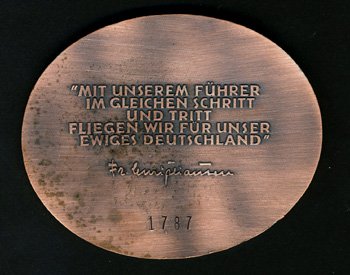 "MIT UNSEREM FÜHRER
IM GLEICHEN SCHRITT
UND TRITT
FLIEGEN WIR FÜR UNSER
EWIGES DEUTSCHLAND"
1787